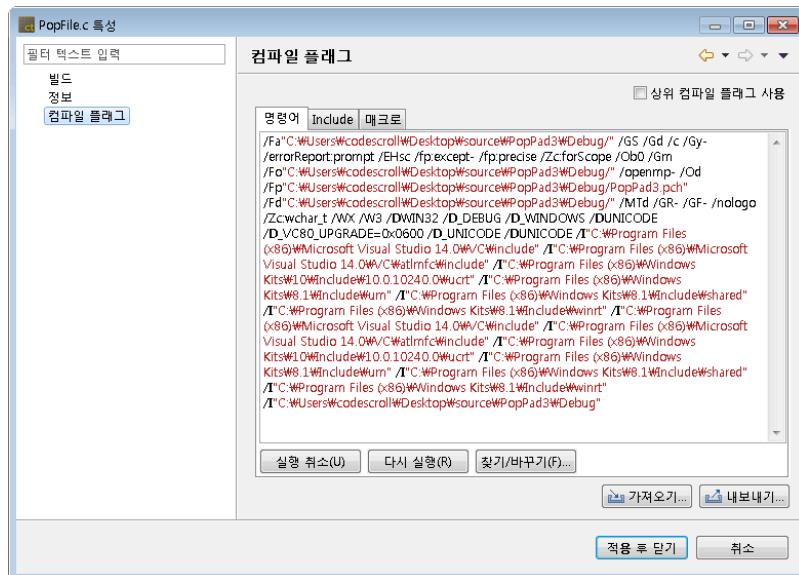 PopFile.c 특성
필터 텍스트 입력
빌드
정보
컴파일 플래그
컴파일 플래그
상위 컴파일 플래그 사용
명령어 Include 매크로
/Fa"C:₩Users₩codescroll₩Desktop₩source₩PopPad3₩Debug/" /GS /Gd /c /Gy-
/errorReport:prompt /EHsc /fp:except- /fp:precise /Zc:forScope /Ob0 /Gm
/Fo"C:₩Users₩codescroll₩Desktop₩source₩PopPad3₩Debug/" /openmp- /Od
/Fp"C:₩Users₩codescroll₩Desktop₩source₩PopPad3₩Debug/PopPad3.pch"
/Fd"C:₩Users₩codescroll₩Desktop₩source₩PopPad3₩Debug/" /MTd /GR- /GF- /nologo
/Zc:wchar_t /WX /W3 /DWIN32 /D_DEBUG /D_WINDOWS /DUNICODE
/D_VC80_UPGRADE=0x0600 /D_UNICODE /DUNICODE /I"C:₩Program Files
(x86)₩Microsoft Visual Studio 14.0₩VC₩include" /I"C:₩Program Files (x86)₩Microsoft
Visual Studio 14.0₩VC₩atlmfc₩include" /I"C:₩Program Files (x86)₩Windows
Kits₩10₩Include₩10.0.10240.0₩ucrt" /I"C:₩Program Files (x86)₩Windows
Kits₩8.1₩Include₩um" /I"C:₩Program Files (x86)₩Windows Kits₩8.1₩Include₩shared"
/I"C:₩Program Files (x86)₩Windows Kits₩8.1₩Include₩winrt" /I"C:₩Program Files
(x86)₩Microsoft Visual Studio 14.0₩VC₩include" /I"C:₩Program Files (x86)₩Microsoft
Visual Studio 14.0₩VC₩atlmfc₩include" /I"C:₩Program Files (x86)₩Windows
Kits₩10₩Include₩10.0.10240.0₩ucrt" /I"C:₩Program Files (x86)₩Windows
Kits₩8.1₩Include₩um" /I"C:₩Program Files (x86)₩Windows Kits₩8.1₩Include₩shared"
/I"C:₩Program Files (x86)₩Windows Kits₩8.1₩Include₩winrt"
/I"C:₩Users₩codescroll₩Desktop₩source₩PopPad3₩Debug"
실행 취소(U) 다시 실행(R) 찾기/바꾸기(F)...
가져오기... 내보내기...
적용 후 닫기 취소